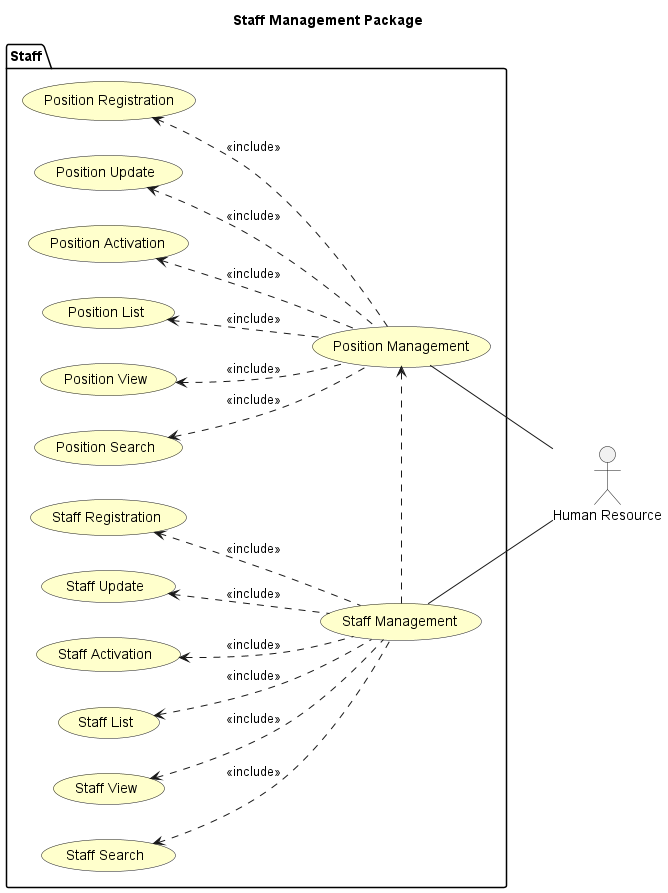 Staff Management Package
Staff
Position Registration
«include»
Position Update
«include»
Position Activation
«include»
Position List
«include»
Position Management
Position View
«include»
«include»
Position Search
Human Resource
Staff Registration
«include»
Staff Update
«include»
Staff Management
Staff Activation
«include»
«include»
Staff List
«include»
«include»
Staff View
Staff Search